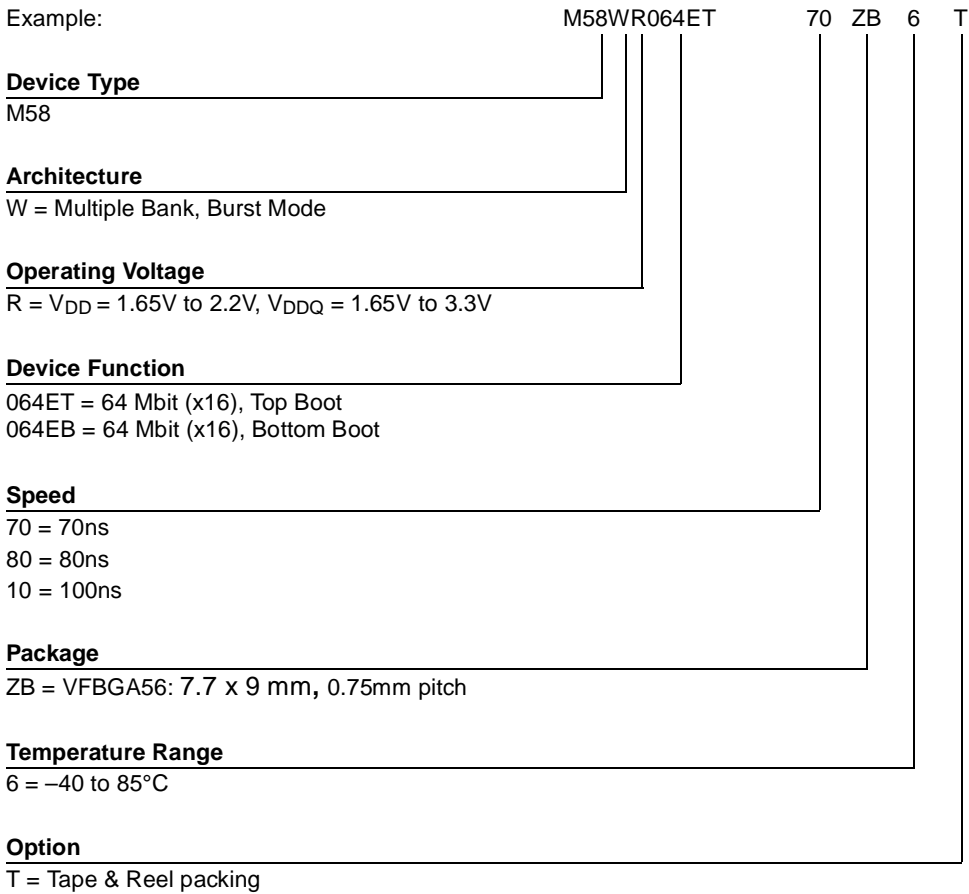 Example: M58WR064ET 70 ZB 6 T
Device Type
M58
Architecture
W = Multiple Bank, Burst Mode
Operating Voltage
R = VDD = 1.65V to 2.2V, VDDQ = 1.65V to 3.3V
Device Function
064ET = 64 Mbit (x16), Top Boot
064EB = 64 Mbit (x16), Bottom Boot
Speed
70 = 70ns
80 = 80ns
10 = 100ns
Package
ZB = VFBGA56: 7.7 x 9 mm, 0.75mm pitch
Temperature Range
6 = –40 to 85°C
Option
T = Tape & Reel packing